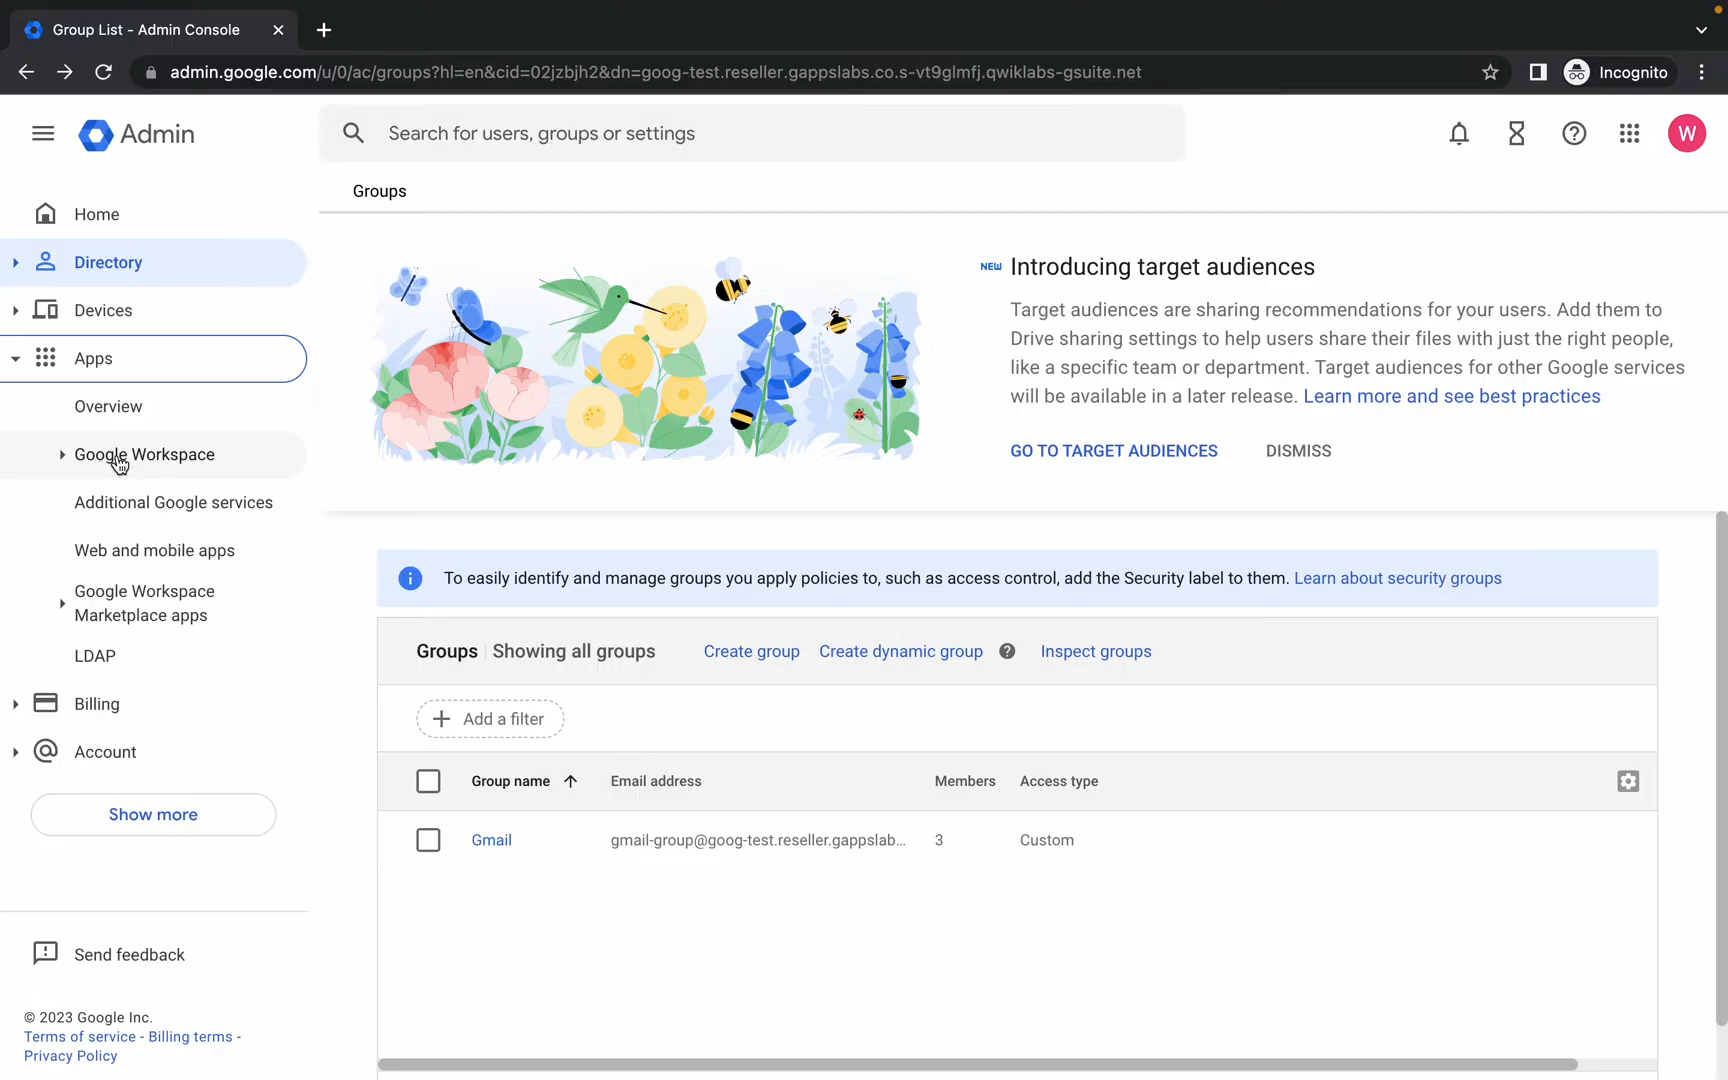 Group List - Admin Console
admin.google.com/u/0/ac/groups?hl=en&cid=02jzbjh2&dn=goog-test.reseller.gappslabs.co.s-vt9glmfj.qwiklabs-gsuite.net
Incognito
Admin
Search for users, groups or settings
W
Groups
Home
Directory
Devices
Apps
Overview
Google Workspace
Additional Google services
Web and mobile apps
Google Workspace
Marketplace apps
LDAP
Billing
Account
Show more
Send feedback
© 2023 Google Inc.
Terms of service - Billing terms -
Privacy Policy
NEW Introducing target audiences
Target audiences are sharing recommendations for your users. Add them to
Drive sharing settings to help users share their files with just the right people,
like a specific team or department. Target audiences for other Google services
will be available in a later release. Learn more and see best practices
GO TO TARGET AUDIENCES DISMISS
To easily identify and manage groups you apply policies to, such as access control, add the Security label to them. Learn about security groups
Groups | Showing all groups Create group Create dynamic group Inspect groups
Add a filter
Group name Email address Members Access type
Gmail gmail-group@goog-test.reseller.gappslab... 3 Custom